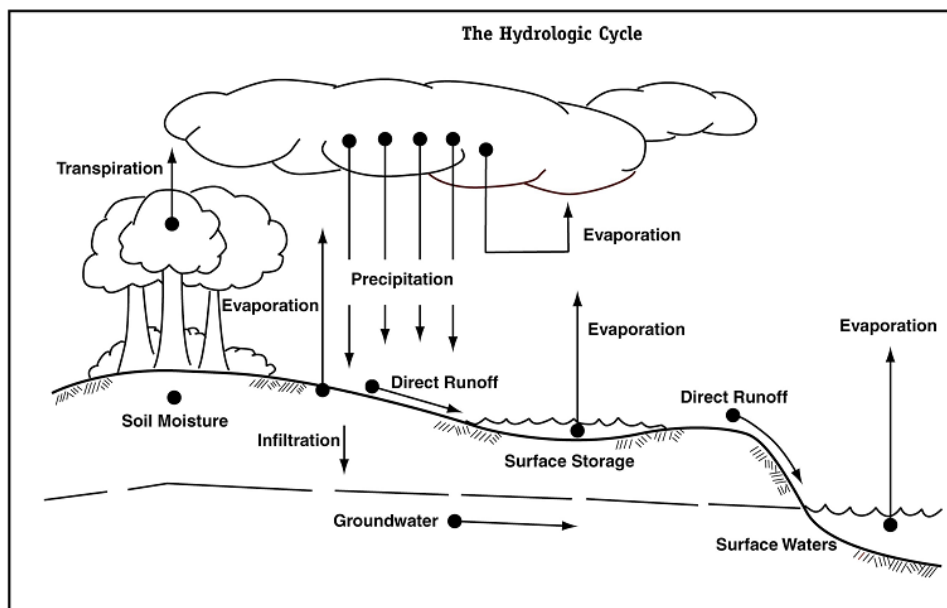 The Hydrologic Cycle
Transpiration
Evaporation
Precipitation
Evaporation
Evaporation
Evaporation
Direct Runoff
Direct Runoff
Soil Moisture
Infiltration
Surface Storage
Groundwater
Surface Waters